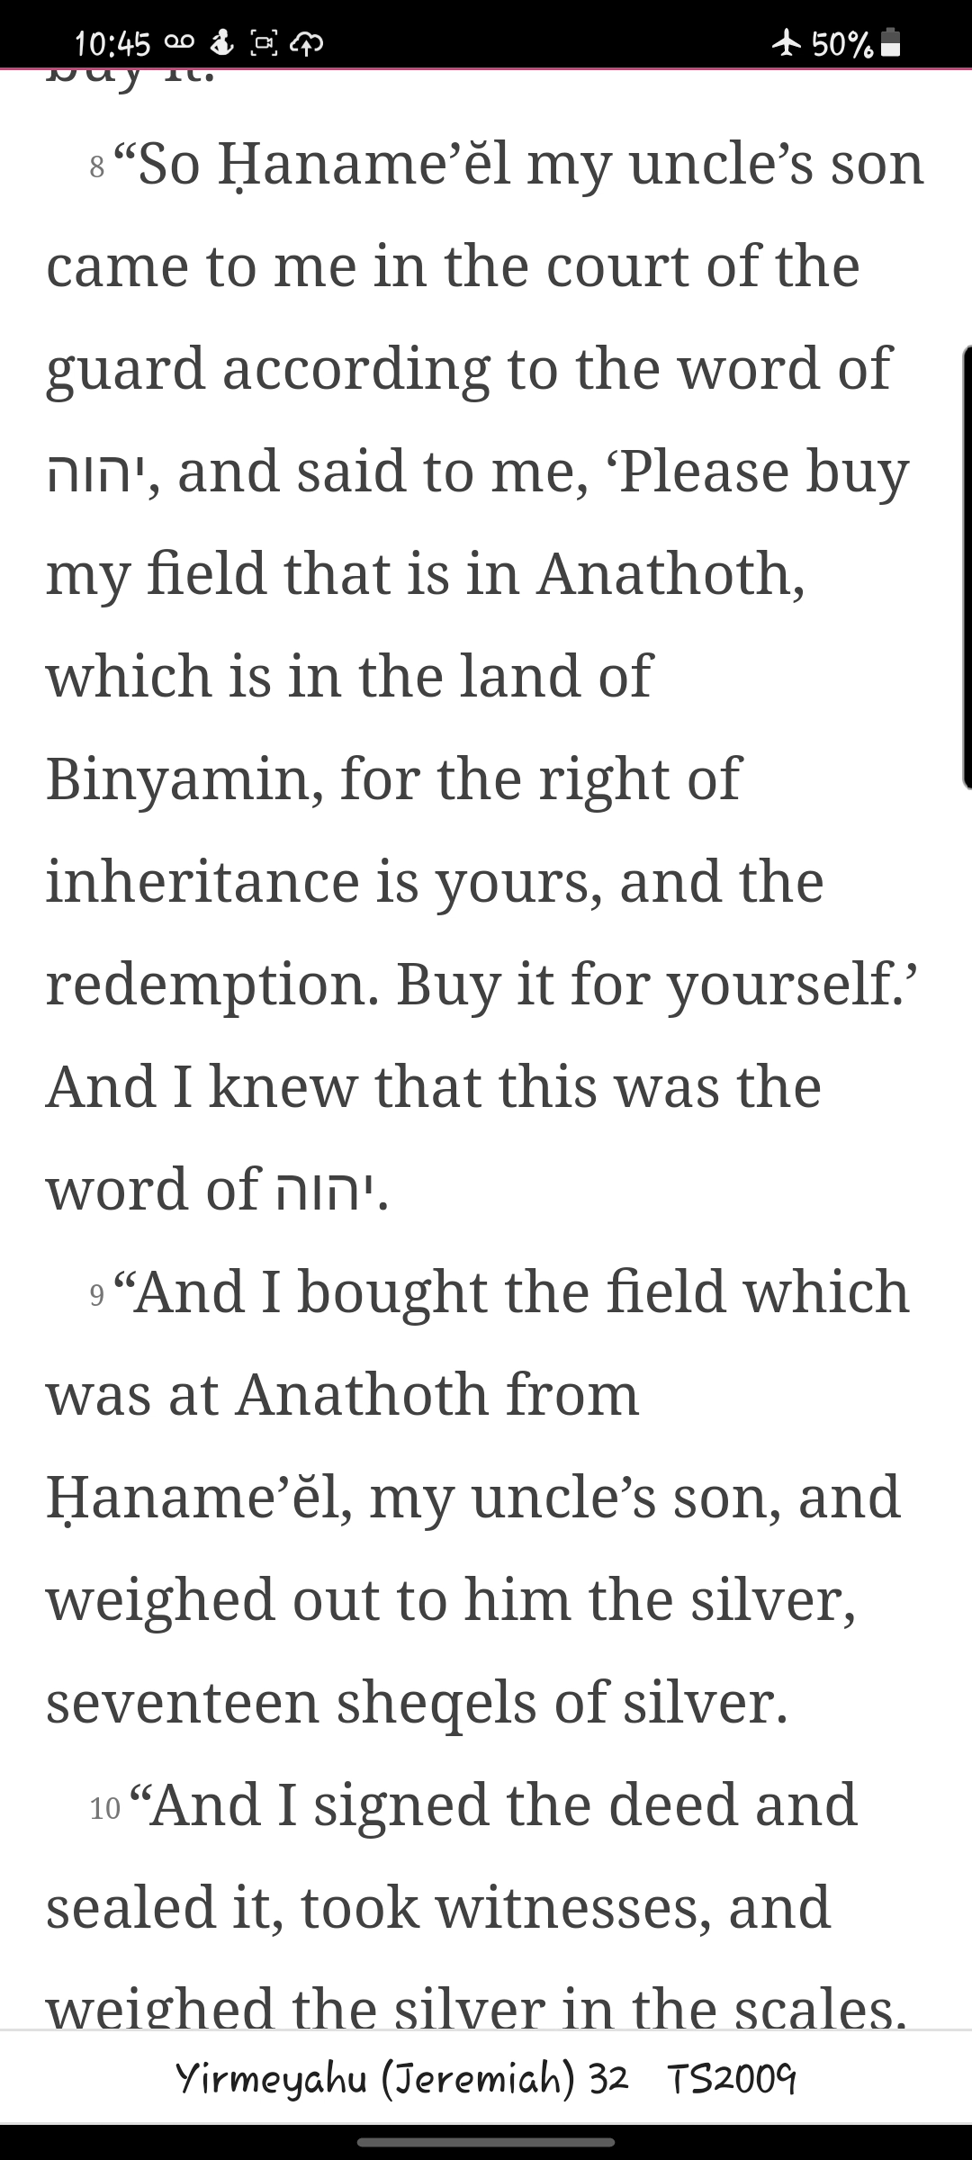 10:45 50%
buy it.’
8 “So Ḥaname’ĕl my uncle’s son
came to me in the court of the
guard according to the word of
יהוה, and said to me, ‘Please buy
my field that is in Anathoth,
which is in the land of
Binyamin, for the right of
inheritance is yours, and the
redemption. Buy it for yourself.’
And I knew that this was the
word of יהוה.
9 “And I bought the field which
was at Anathoth from
Ḥaname’ĕl, my uncle’s son, and
weighed out to him the silver,
seventeen sheqels of silver.
10 “And I signed the deed and
sealed it, took witnesses, and
weighed the silver in the scales.
Yirmeyahu (Jeremiah) 32 TS2009